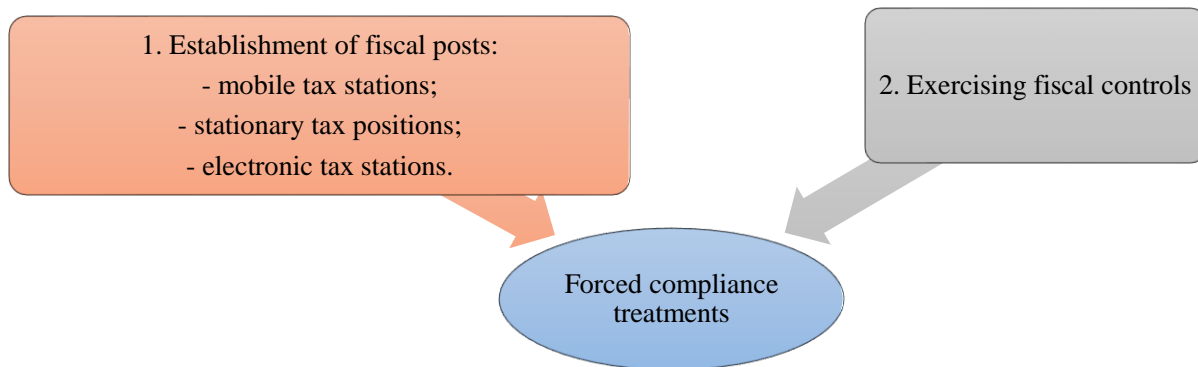 1. Establishment of fiscal posts:
- mobile tax stations;
- stationary tax positions;
- electronic tax stations.
2. Exercising fiscal controls
Forced compliance
treatments